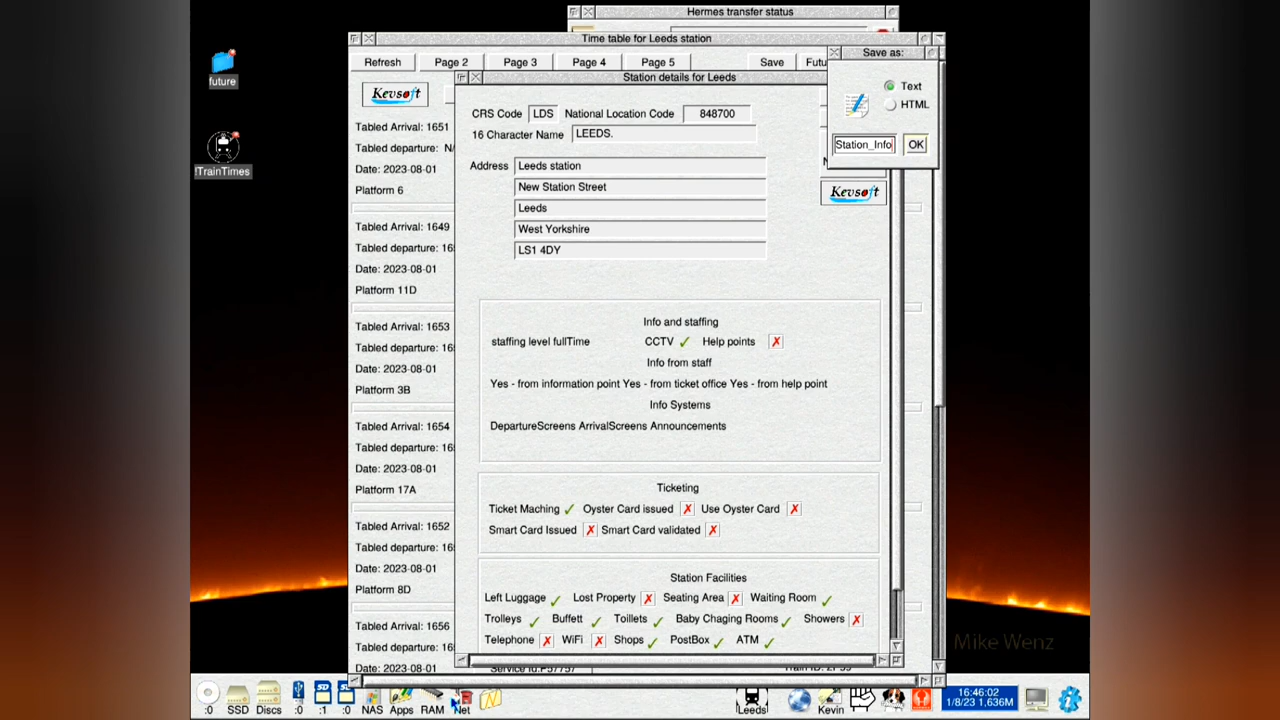 Hermes transfer status
Time table for Leeds station
Save as:
Refresh Page 2 Page 3 Page 4 Page 5 Save Futu
Station details for Leeds
future
Text
HTML
Station_Info OK
Kevsoft
CRS Code LDS National Location Code 848700
16 Character Name LEEDS.
Address Leeds station
New Station Street
Leeds
West Yorkshire
LS1 4DY
N
Kevsoft
!TrainTimes
Tabled Arrival: 1651
Tabled departure: N/
Date: 2023-08-01
Platform 6
Tabled Arrival: 1649
Tabled departure: 16
Date: 2023-08-01
Platform 11D
Tabled Arrival: 1653
Tabled departure: 16
Date: 2023-08-01
Platform 3B
Tabled Arrival: 1654
Tabled departure: 16
Date: 2023-08-01
Platform 17A
Tabled Arrival: 1652
Tabled departure: 16
Date: 2023-08-01
Platform 8D
Tabled Arrival: 1656
Tabled departure: 16
Date: 2023-08-01
Info and staffing
staffing level fullTime CCTV Help points
Info from staff
Yes - from information point Yes - from ticket office Yes - from help point
Info Systems
DepartureScreens ArrivalScreens Announcements
Ticketing
Ticket Maching Oyster Card issued Use Oyster Card
Smart Card Issued Smart Card validated
Station Facilities
Left Luggage Lost Property Seating Area Waiting Room
Trolleys Buffett Toillets Baby Chaging Rooms Showers
Telephone WiFi Shops PostBox ATM
Mike Wenz
:0 SSD Discs :0 :1 :0 NAS Apps RAM Net Leeds Kevin
16:46:02
1/8/23 1,636M